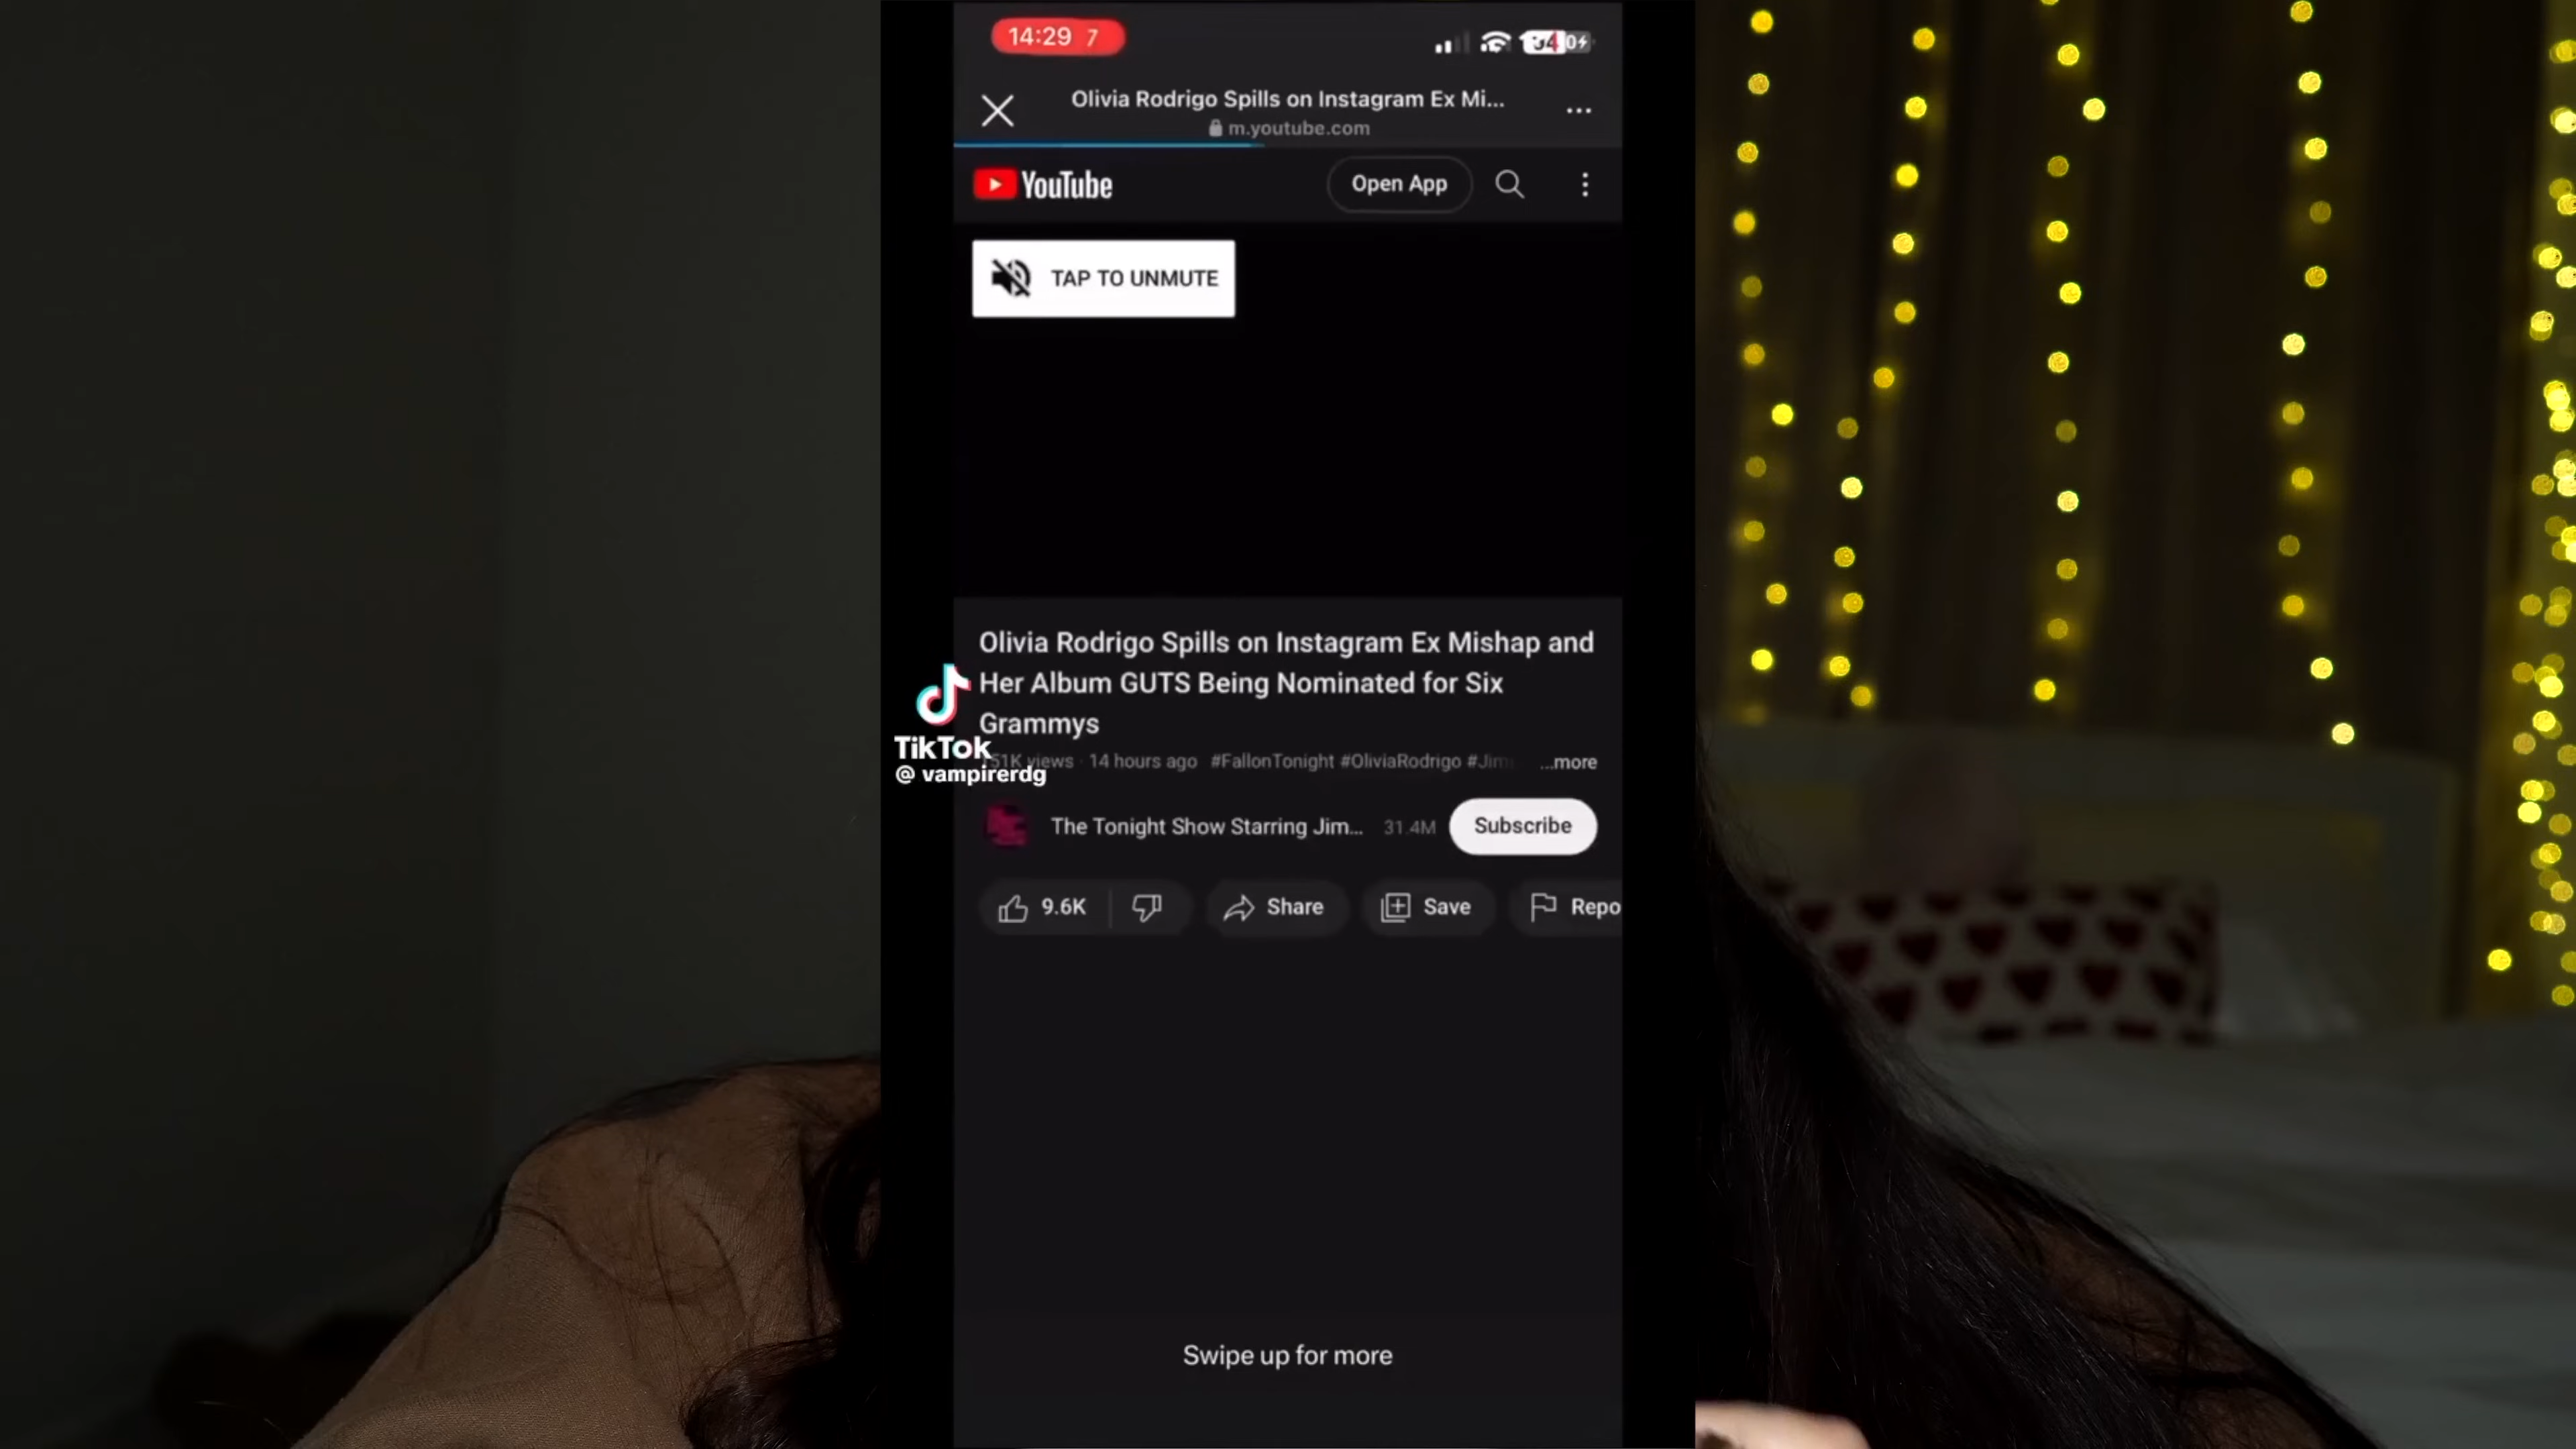 14:29 7
Olivia Rodrigo Spills on Instagram Ex Mi...
m.youtube.com
YouTube
Open App
TAP TO UNMUTE
Olivia Rodrigo Spills on Instagram Ex Mishap and
Her Album GUTS Being Nominated for Six
Grammys
TikTok
@ vampirerdg
views · 14 hours ago #FallonTonight #OliviaRodrigo ...more
The Tonight Show Starring Jim... 31.4M Subscribe
9.6K Share Save Repo
Swipe up for more